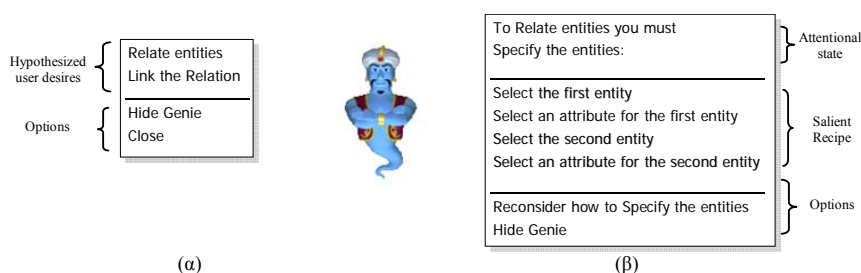 Hypothesized
user desires
Relate entities
Link the Relation
Options
Hide Genie
Close
(α)
To Relate entities you must
Specify the entities:
Attentional
state
Select the first entity
Select an attribute for the first entity
Select the second entity
Select an attribute for the second entity
Salient
Recipe
Reconsider how to Specify the entities
Hide Genie
Options
(β)